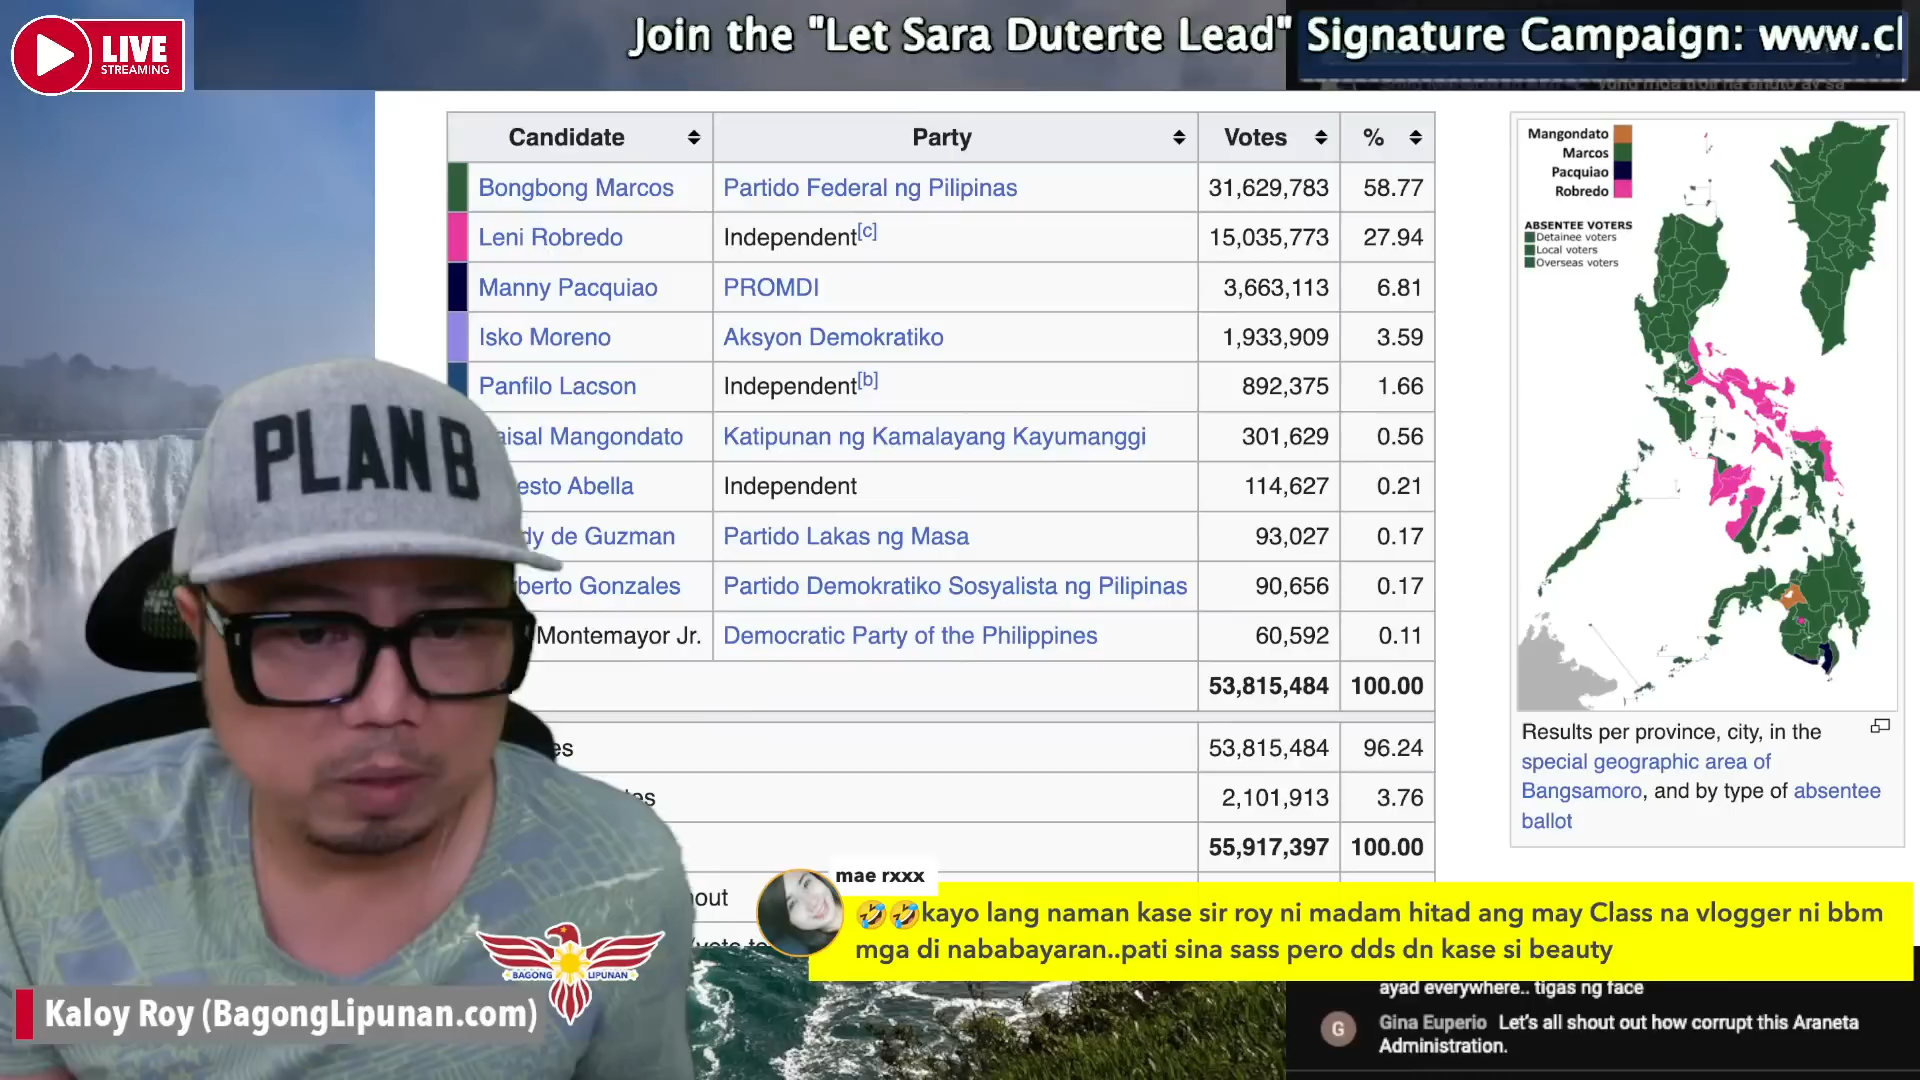 LIVE
STREAMING
Join the "Let Sara Duterte Lead" Signature Campaign: www.cl
Candidate Party Votes %
Bongbong Marcos Partido Federal ng Pilipinas 31,629,783 58.77
Leni Robredo Independent[c] 15,035,773 27.94
Manny Pacquiao PROMDI 3,663,113 6.81
Isko Moreno Aksyon Demokratiko 1,933,909 3.59
Panfilo Lacson Independent[b] 892,375 1.66
aisal Mangondato Katipunan ng Kamalayang Kayumanggi 301,629 0.56
esto Abella Independent 114,627 0.21
dy de Guzman Partido Lakas ng Masa 93,027 0.17
berto Gonzales Partido Demokratiko Sosyalista ng Pilipinas 90,656 0.17
Montemayor Jr. Democratic Party of the Philippines 60,592 0.11
53,815,484 100.00
es 53,815,484 96.24
es 2,101,913 3.76
55,917,397 100.00
out
Mangondato
Marcos
Pacquiao
Robredo
ABSENTEE VOTERS
Detainee voters
Local voters
Overseas voters
Results per province, city, in the
special geographic area of
Bangsamoro, and by type of absentee
ballot
PLAN B
mae rxxx
🤣🤣kayo lang naman kase sir roy ni madam hitad ang may Class na vlogger ni bbm
mga di nababayaran..pati sina sass pero dds dn kase si beauty
BAGONG LIPUNAN
Kaloy Roy (BagongLipunan.com)
ayad everywhere.. tigas ng face
G
Gina Euperio Let's all shout out how corrupt this Araneta
Administration.